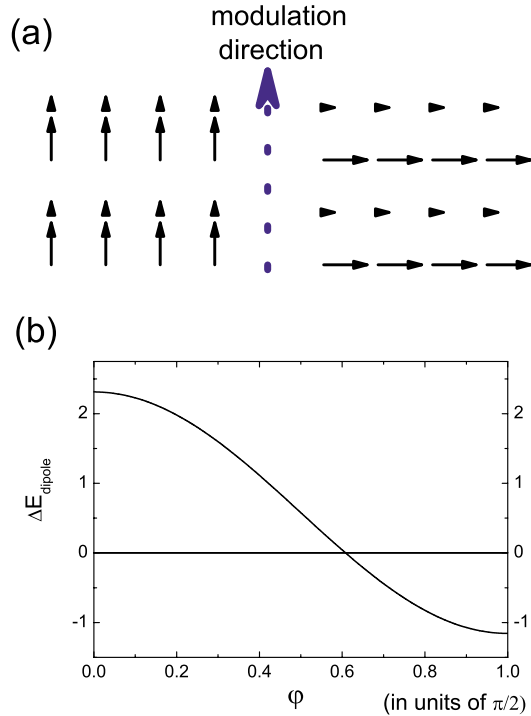 (a)
modulation
direction
(b)
ΔE_dipole
2
1
0
-1
2
1
0
-1
0.0 0.2 0.4 0.6 0.8 1.0
φ
(in units of π/2)